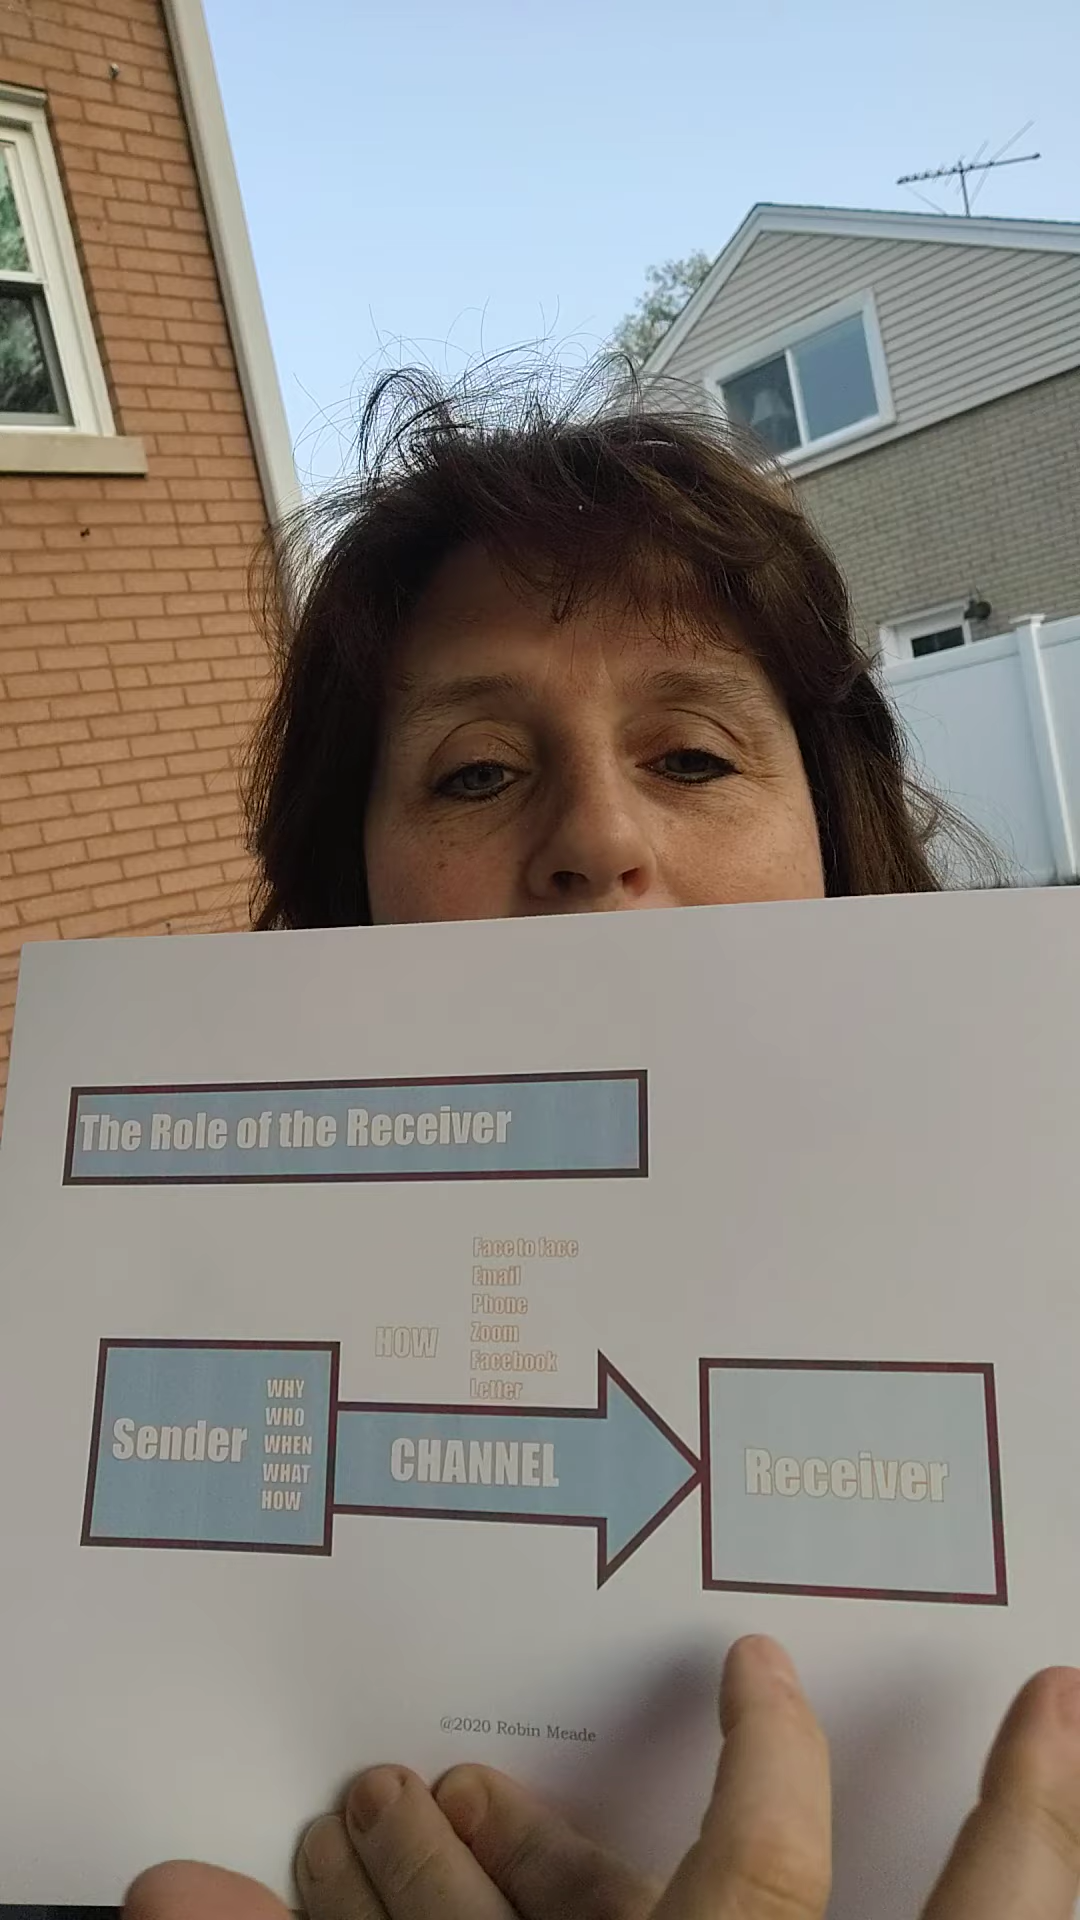 The Role of the Receiver
Face to face
Email
Phone
Zoom
Facebook
Letter
HOW
Sender
WHY
WHO
WHEN
WHAT
HOW
CHANNEL
Receiver
@2020 Robin Meade